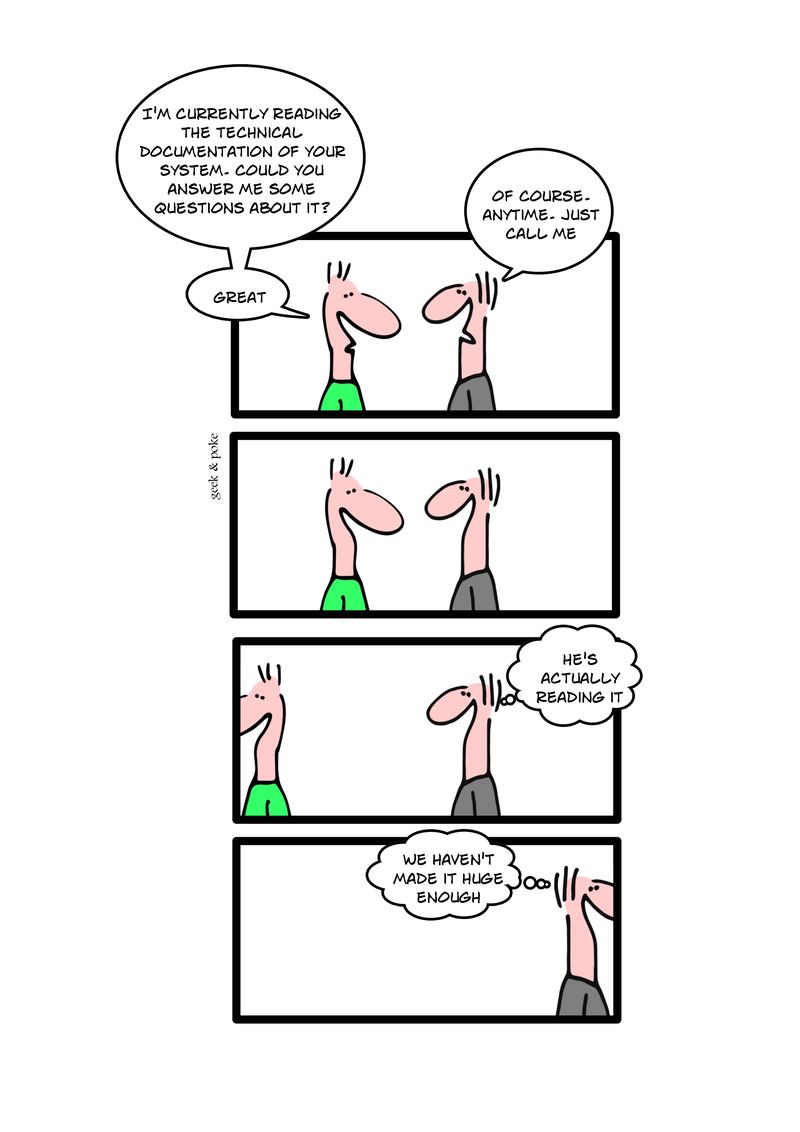 I'M CURRENTLY READING
THE TECHNICAL
DOCUMENTATION OF YOUR
SYSTEM. COULD YOU
ANSWER ME SOME
QUESTIONS ABOUT IT?
OF COURSE.
ANYTIME. JUST
CALL ME
GREAT
geek & poke
HE'S
ACTUALLY
READING IT
WE HAVEN'T
MADE IT HUGE
ENOUGH